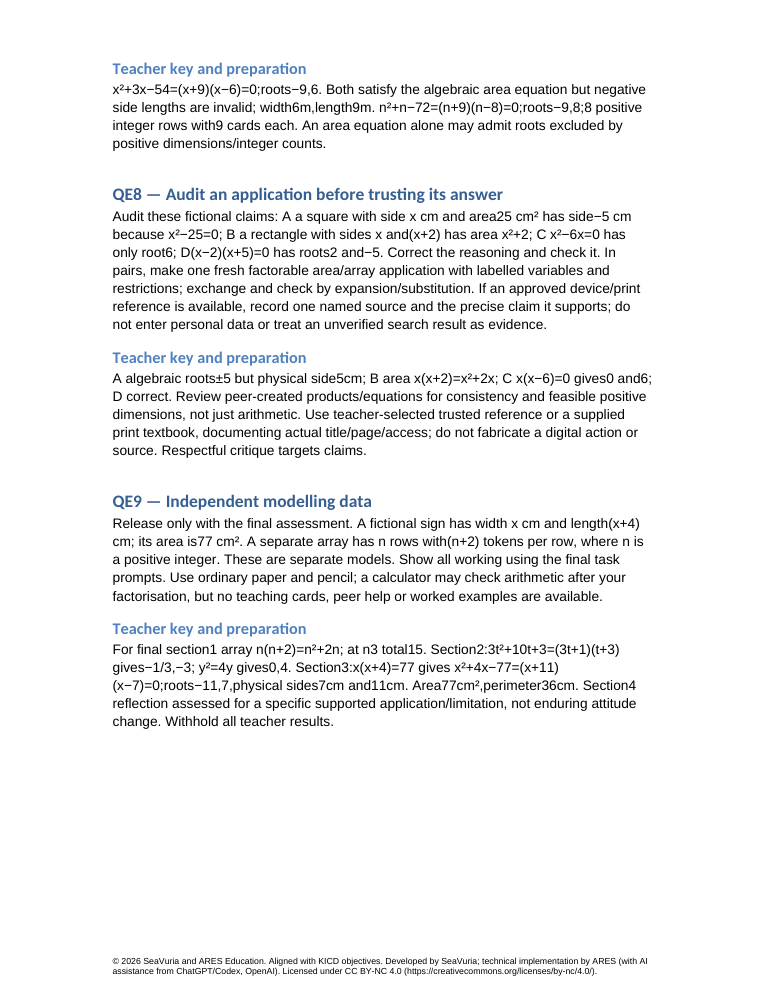 Teacher key and preparation
x²+3x−54=(x+9)(x−6)=0;roots−9,6. Both satisfy the algebraic area equation but negative
side lengths are invalid; width6m,length9m. n²+n−72=(n+9)(n−8)=0;roots−9,8;8 positive
integer rows with9 cards each. An area equation alone may admit roots excluded by
positive dimensions/integer counts.
QE8 — Audit an application before trusting its answer
Audit these fictional claims: A a square with side x cm and area25 cm² has side−5 cm
because x²−25=0; B a rectangle with sides x and(x+2) has area x²+2; C x²−6x=0 has
only root6; D(x−2)(x+5)=0 has roots2 and−5. Correct the reasoning and check it. In
pairs, make one fresh factorable area/array application with labelled variables and
restrictions; exchange and check by expansion/substitution. If an approved device/print
reference is available, record one named source and the precise claim it supports; do
not enter personal data or treat an unverified search result as evidence.
Teacher key and preparation
A algebraic roots±5 but physical side5cm; B area x(x+2)=x²+2x; C x(x−6)=0 gives0 and6;
D correct. Review peer-created products/equations for consistency and feasible positive
dimensions, not just arithmetic. Use teacher-selected trusted reference or a supplied
print textbook, documenting actual title/page/access; do not fabricate a digital action or
source. Respectful critique targets claims.
QE9 — Independent modelling data
Release only with the final assessment. A fictional sign has width x cm and length(x+4)
cm; its area is77 cm². A separate array has n rows with(n+2) tokens per row, where n is
a positive integer. These are separate models. Show all working using the final task
prompts. Use ordinary paper and pencil; a calculator may check arithmetic after your
factorisation, but no teaching cards, peer help or worked examples are available.
Teacher key and preparation
For final section1 array n(n+2)=n²+2n; at n3 total15. Section2:3t²+10t+3=(3t+1)(t+3)
gives−1/3,−3; y²=4y gives0,4. Section3:x(x+4)=77 gives x²+4x−77=(x+11)
(x−7)=0;roots−11,7,physical sides7cm and11cm. Area77cm²,perimeter36cm. Section4
reflection assessed for a specific supported application/limitation, not enduring attitude
change. Withhold all teacher results.
© 2026 SeaVuria and ARES Education. Aligned with KICD objectives. Developed by SeaVuria; technical implementation by ARES (with AI
assistance from ChatGPT/Codex, OpenAI). Licensed under CC BY-NC 4.0 (https://creativecommons.org/licenses/by-nc/4.0/).